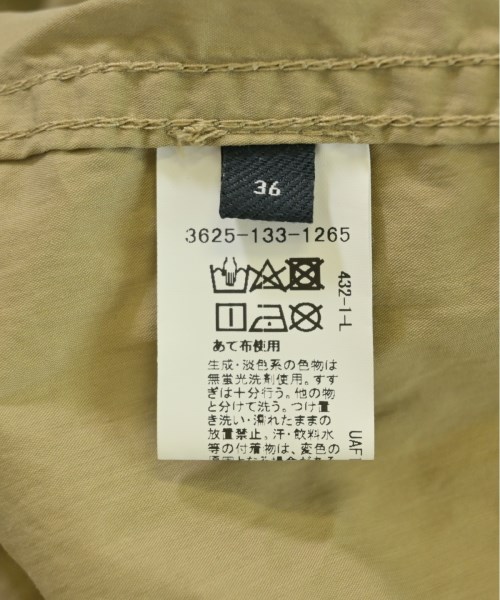 36
3625-133-1265
432-1-L
あて布使用
生成・淡色系の色物は
無蛍光洗剤使用。すす
ぎは十分行う。他の物
と分けて洗う。つけ置
き洗い・濡れたままの
放置禁止。汗・飲料水
等の付着物は、変色の
UAF